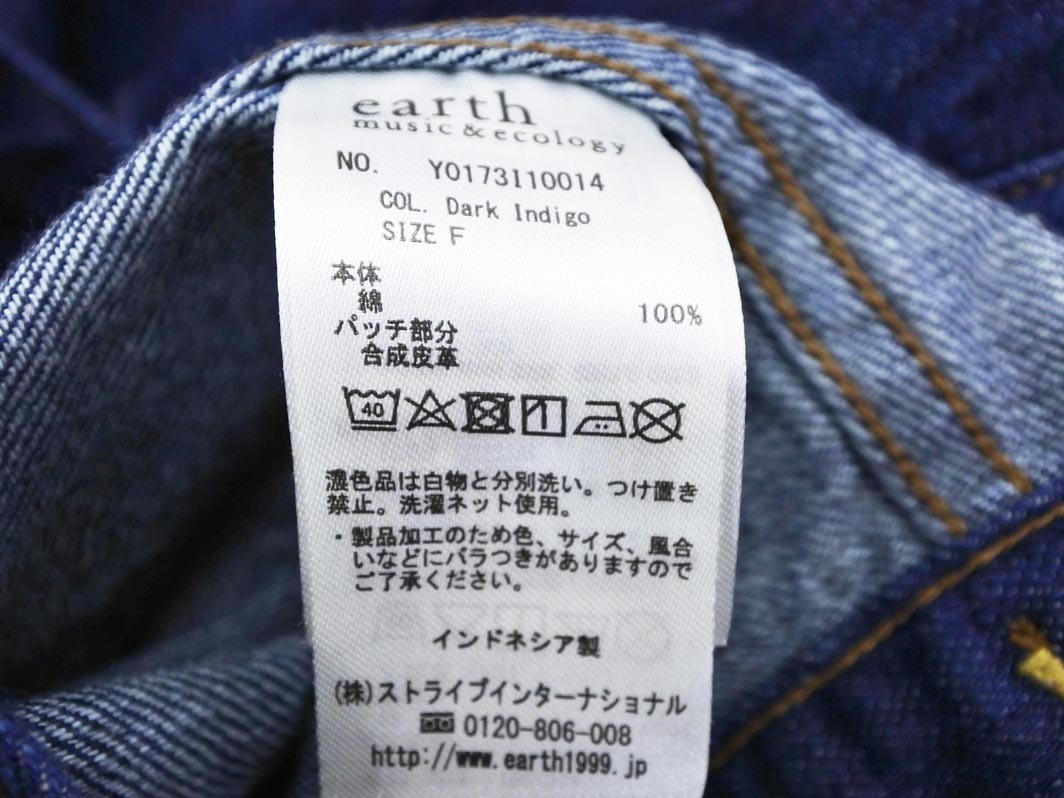 earth
music & ecology
NO. Y0173110014
COL. Dark Indigo
SIZE F
本体
綿 100%
パッチ部分
合成皮革
40
濃色品は白物と分別洗い。つけ置き
禁止。洗濯ネット使用。
・製品加工のため色、サイズ、風合
いなどにバラつきがありますので
ご了承ください。
インドネシア製
(株)ストライプインターナショナル
0120-806-008
http://www.earth1999.jp